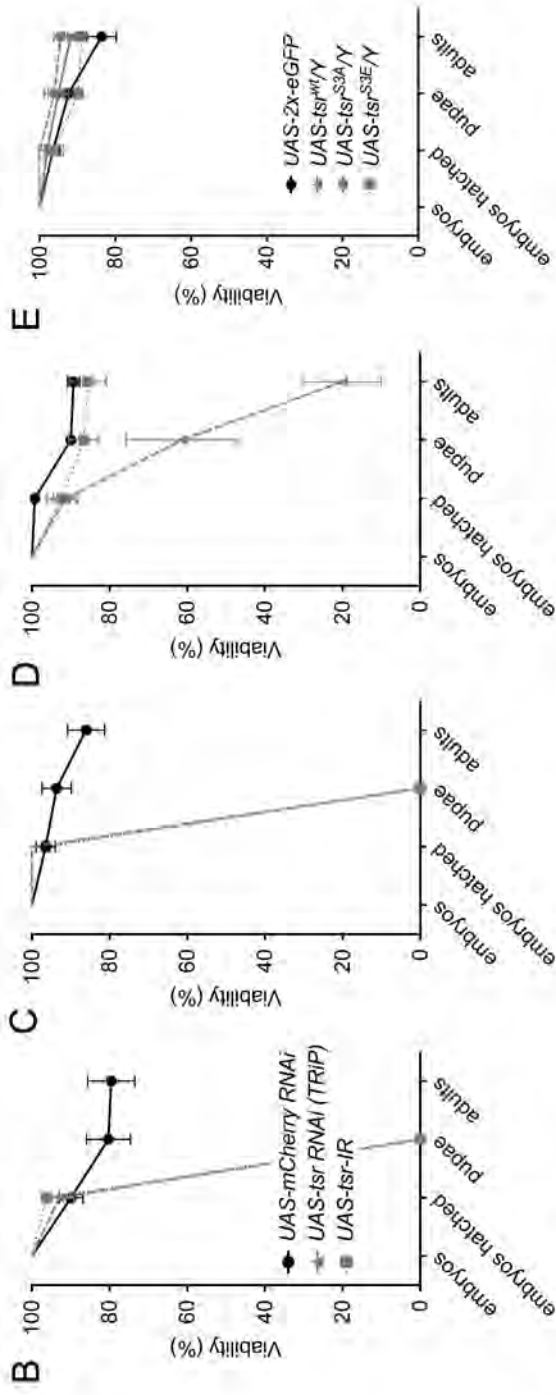 B
Viability (%)
100
80
60
40
20
0
embryos
embryos hatched
pupae
adults
UAS-mCherry RNAi
UAS-tsr RNAi (TRiP)
UAS-tsr-IR
C
Viability (%)
100
80
60
40
20
0
embryos
embryos hatched
pupae
adults
D
Viability (%)
100
80
60
40
20
0
embryos
embryos hatched
pupae
adults
E
Viability (%)
100
80
60
40
20
0
embryos
embryos hatched
pupae
adults
UAS-2x-eGFP
UAS-tsr^wt/Y
UAS-tsr^S3A/Y
UAS-tsr^S3E/Y